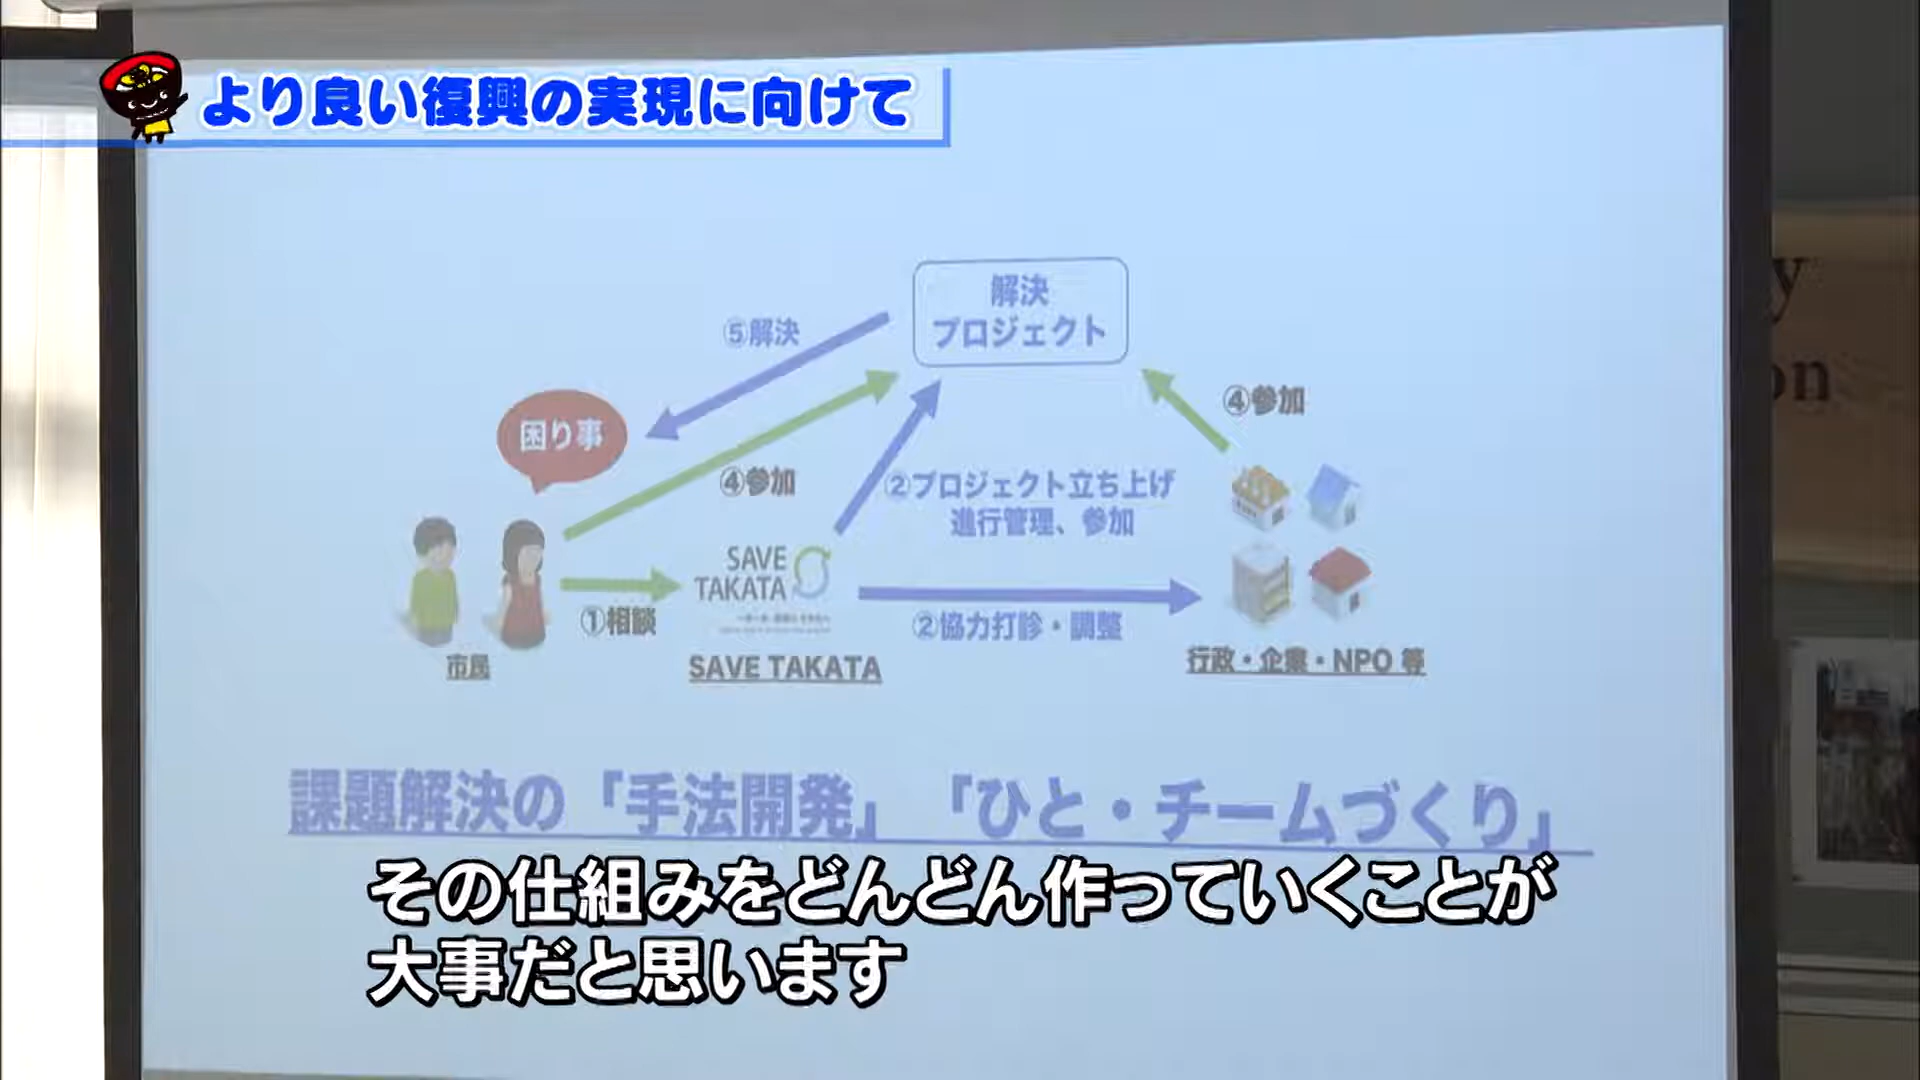 より良い復興の実現に向けて
解決
プロジェクト
⑤解決
④参加
困り事
④参加
②プロジェクト立ち上げ
進行管理、参加
SAVE
TAKATA
①相談
②協力打診・調整
市民
SAVE TAKATA
行政・企業・NPO 等
課題解決の「手法開発」「ひと・チームづくり」
その仕組みをどんどん作っていくことが
大事だと思います